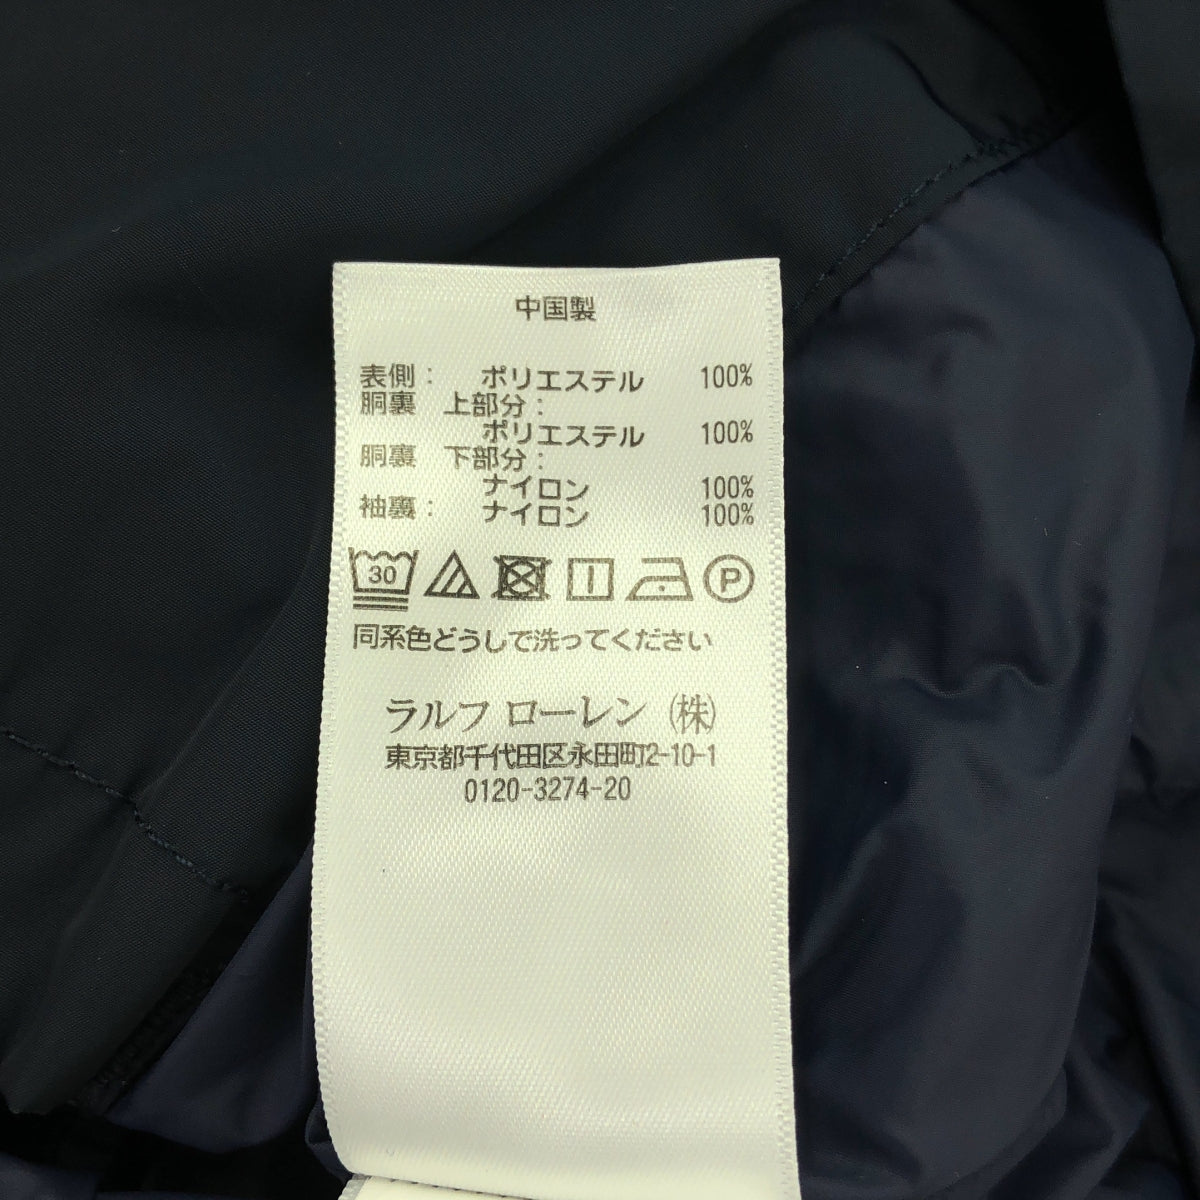 中国製
表側： ポリエステル 100%
胴裏 上部分：
ポリエステル 100%
胴裏 下部分：
ナイロン 100%
袖裏： ナイロン 100%
30 P
同系色どうしで洗ってください
ラルフ ローレン (株)
東京都千代田区永田町2-10-1
0120-3274-20